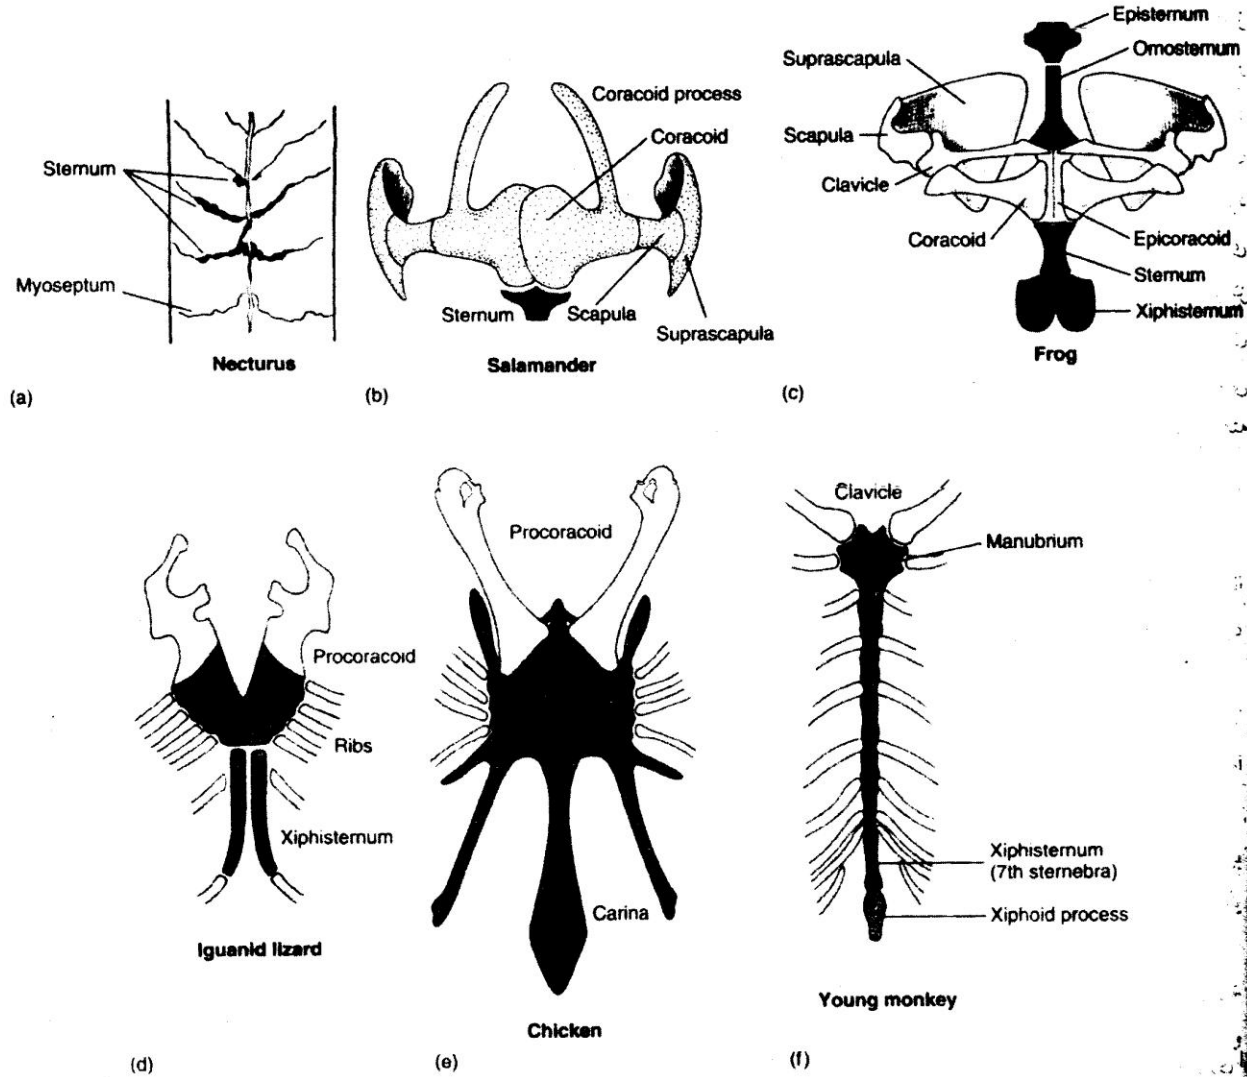 Sternum
Myoseptum
Necturus
(a)
Coracoid process
Coracoid
Sternum
Scapula
Suprascapula
Salamander
(b)
Episternum
Omosternum
Suprascapula
Scapula
Clavicle
Coracoid
Epicoracoid
Sternum
Xiphisternum
Frog
(c)
Procoracoid
Ribs
Xiphisternum
Iguanid lizard
(d)
Procoracoid
Carina
Chicken
(e)
Clavicle
Manubrium
Xiphisternum
(7th sternebra)
Xiphoid process
Young monkey
(f)